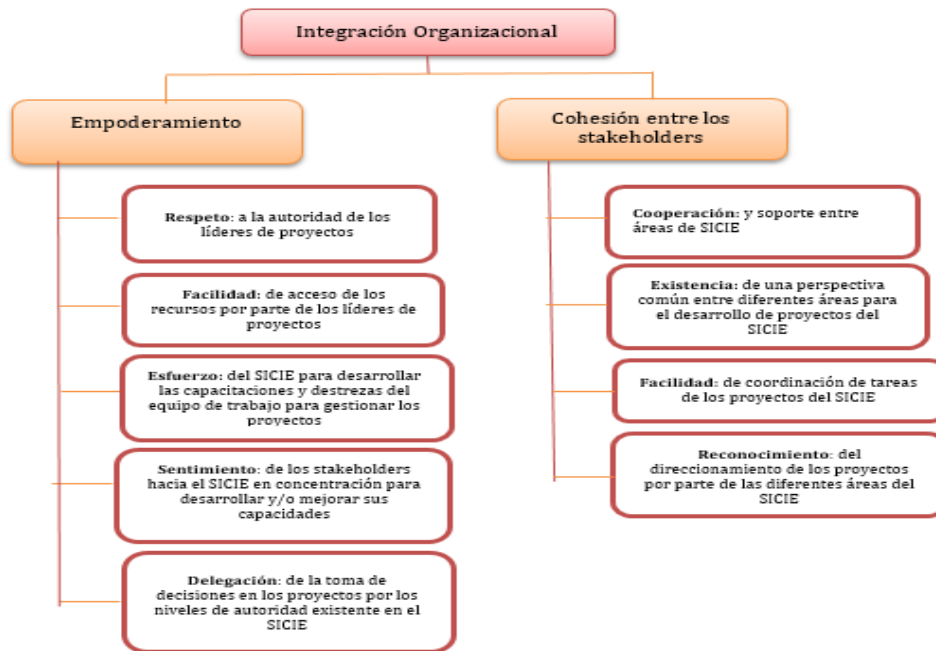 Integración Organizacional
Empoderamiento
Respeto: a la autoridad de los
líderes de proyectos
Facilidad: de acceso de los
recursos por parte de los líderes de
proyectos
Esfuerzo: del SICIE para desarrollar
las capacitaciones y destrezas del
equipo de trabajo para gestionar los
proyectos
Sentimiento: de los stakeholders
hacia el SICIE en concentración para
desarrollar y/o mejorar sus
capacidades
Delegación: de la toma de
decisiones en los proyectos por los
niveles de autoridad existente en el
SICIE
Cohesión entre los
stakeholders
Cooperación: y soporte entre
áreas de SICIE
Existencia: de una perspectiva
común entre diferentes áreas para
el desarrollo de proyectos del
SICIE
Facilidad: de coordinación de tareas
de los proyectos del SICIE
Reconocimiento: del
direccionamiento de los proyectos
por parte de las diferentes áreas del
SICIE